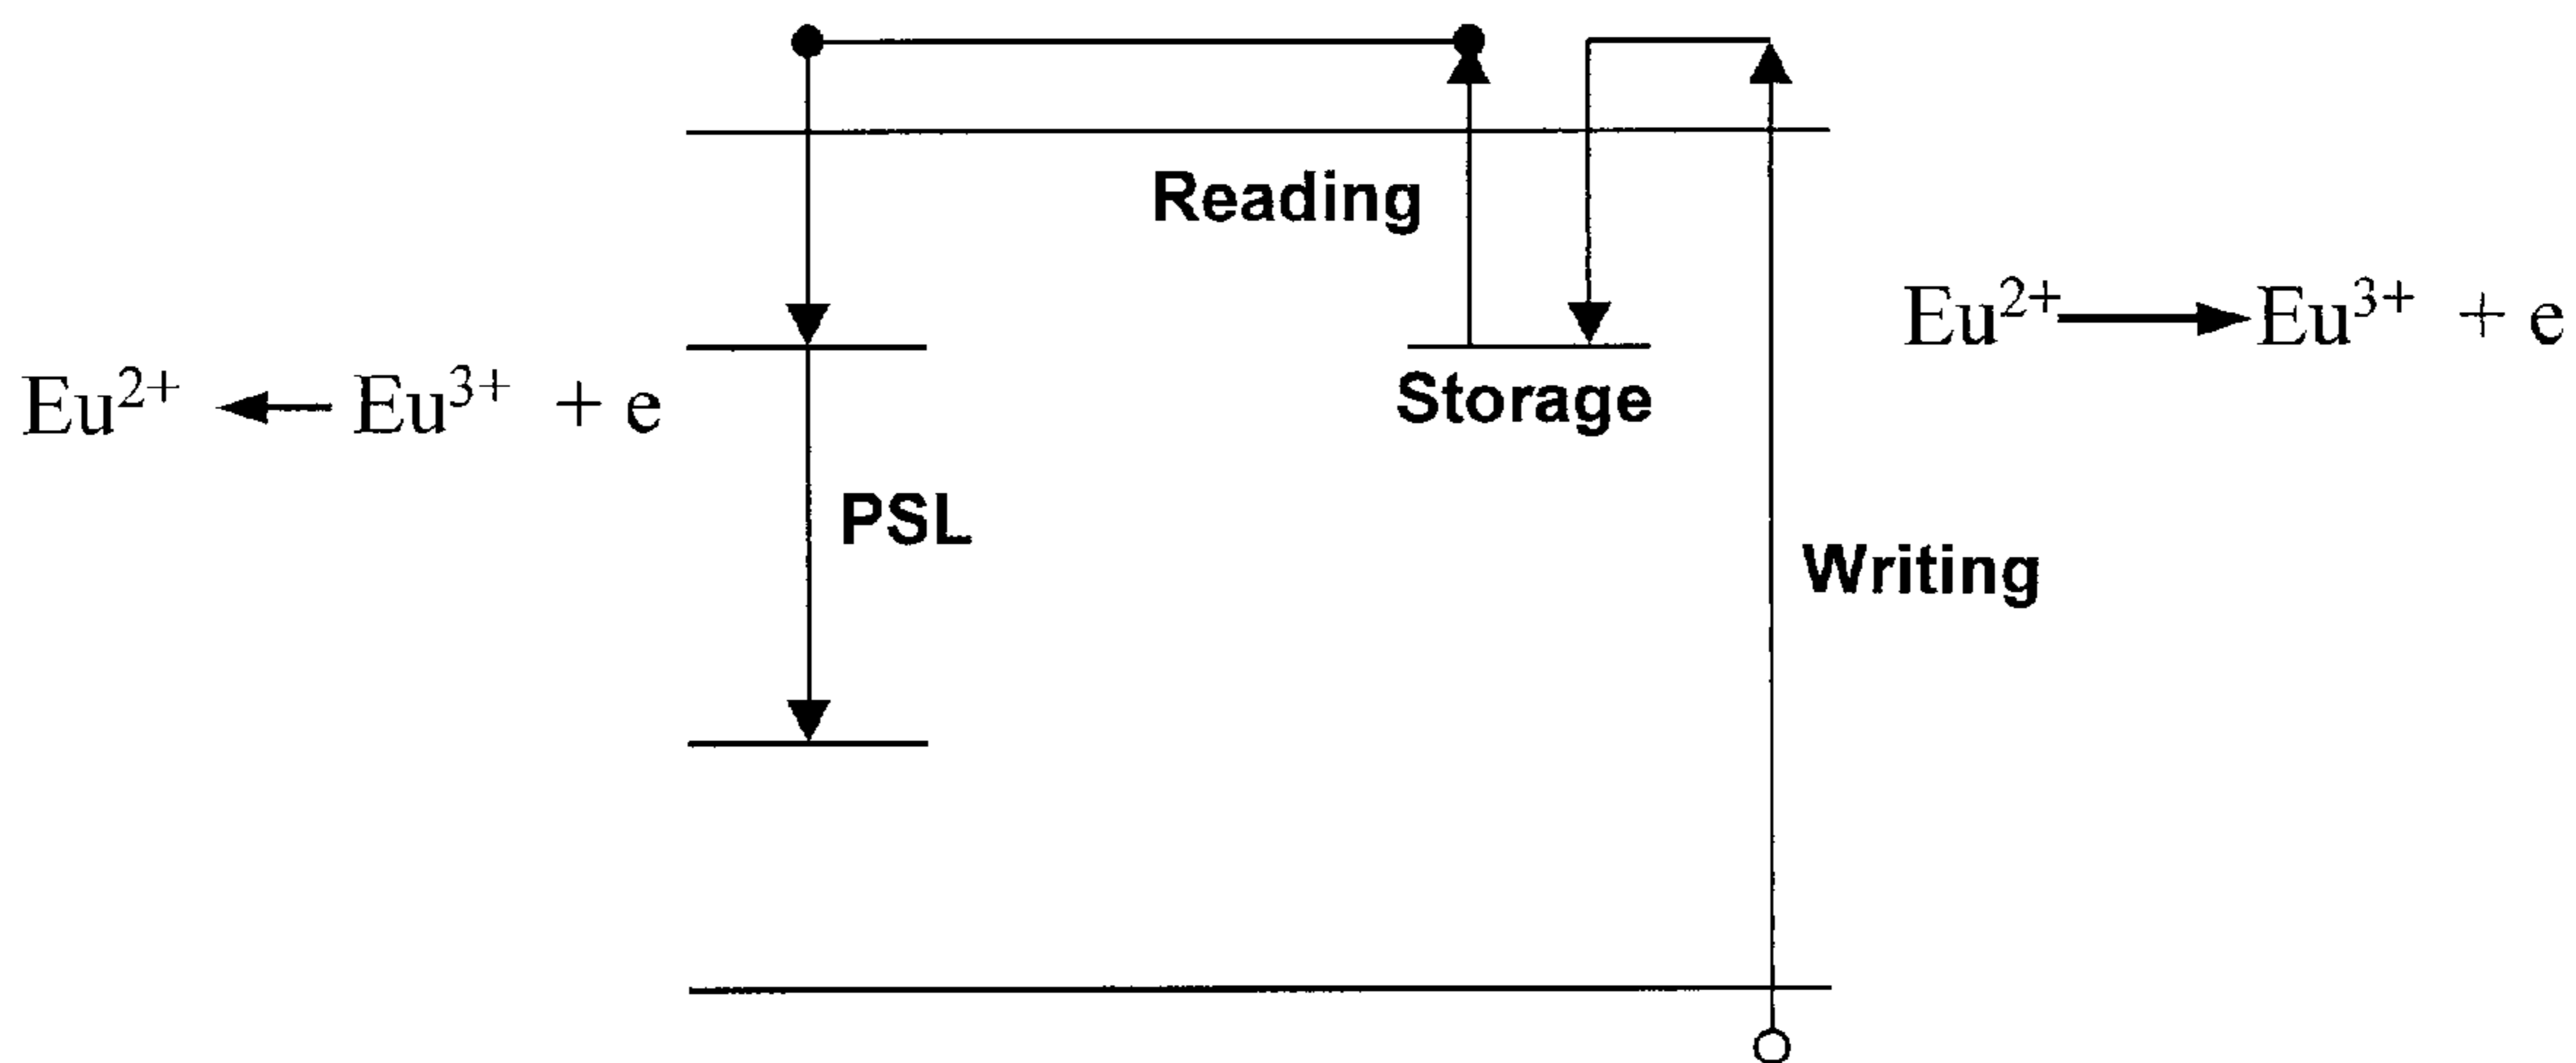 Reading
Eu²⁺ → Eu³⁺ + e
Eu²⁺ ← Eu³⁺ + e
Storage
PSL
Writing